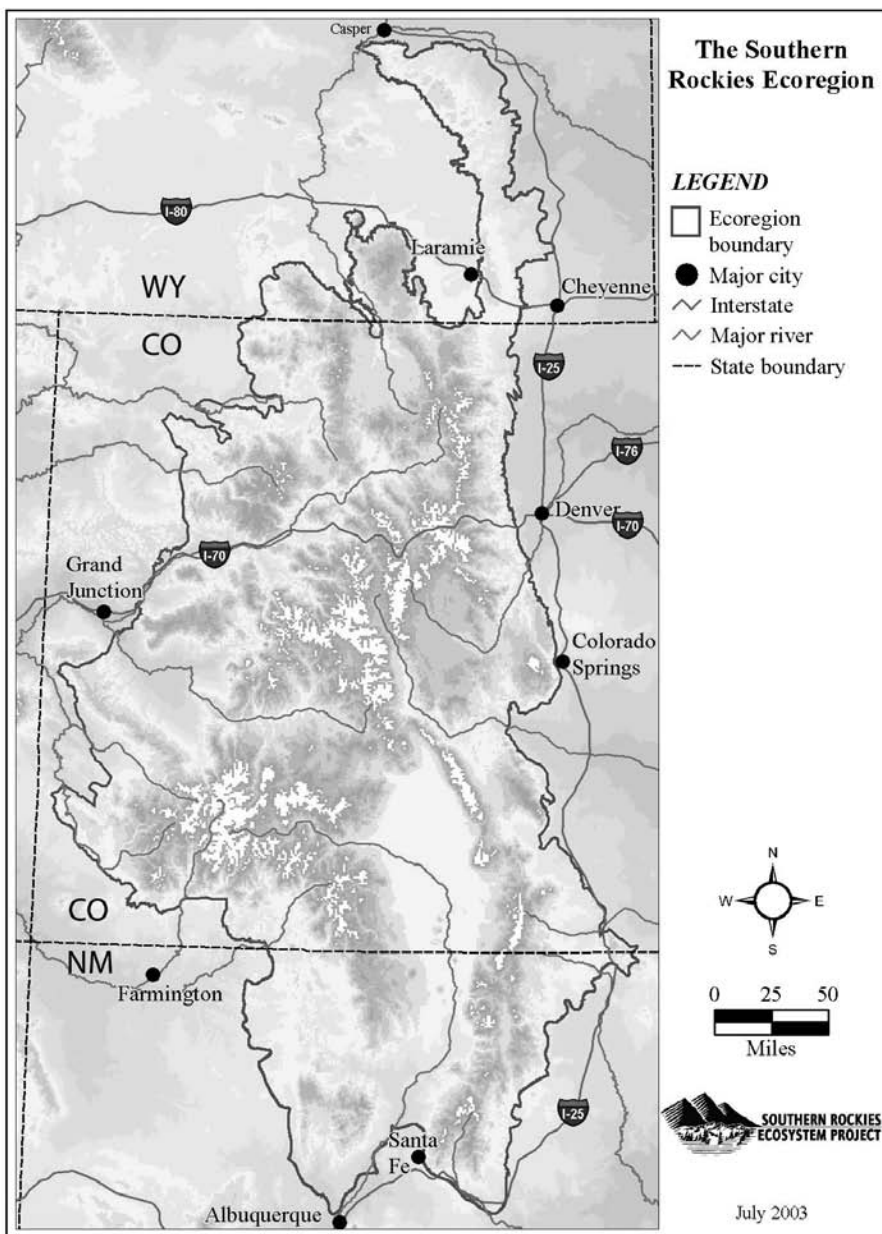 The Southern
Rockies Ecoregion
LEGEND
Ecoregion
boundary
Major city
Interstate
Major river
State boundary
Casper
I-80
Laramie
WY
Cheyenne
CO
I-25
I-76
Denver
I-70
I-70
Grand
Junction
Colorado
Springs
CO
NM
Farmington
I-25
Santa
Fe
Albuquerque
N
W
E
S
0 25 50
Miles
SOUTHERN ROCKIES
ECOSYSTEM PROJECT
July 2003